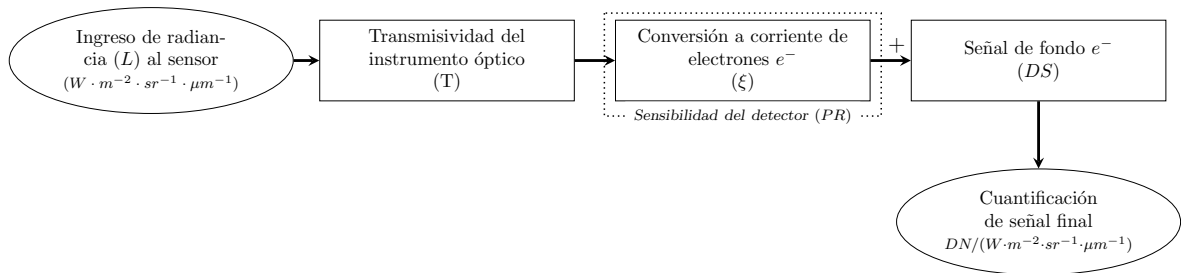 Ingreso de radian-
cia (L) al sensor
(W · m⁻² · sr⁻¹ · μm⁻¹)
Transmisividad del
instrumento óptico
(T)
Conversión a corriente de
electrones e⁻
(ξ)
Sensibilidad del detector (PR)
+
Señal de fondo e⁻
(DS)
Cuantificación
de señal final
DN/(W·m⁻²·sr⁻¹·μm⁻¹)